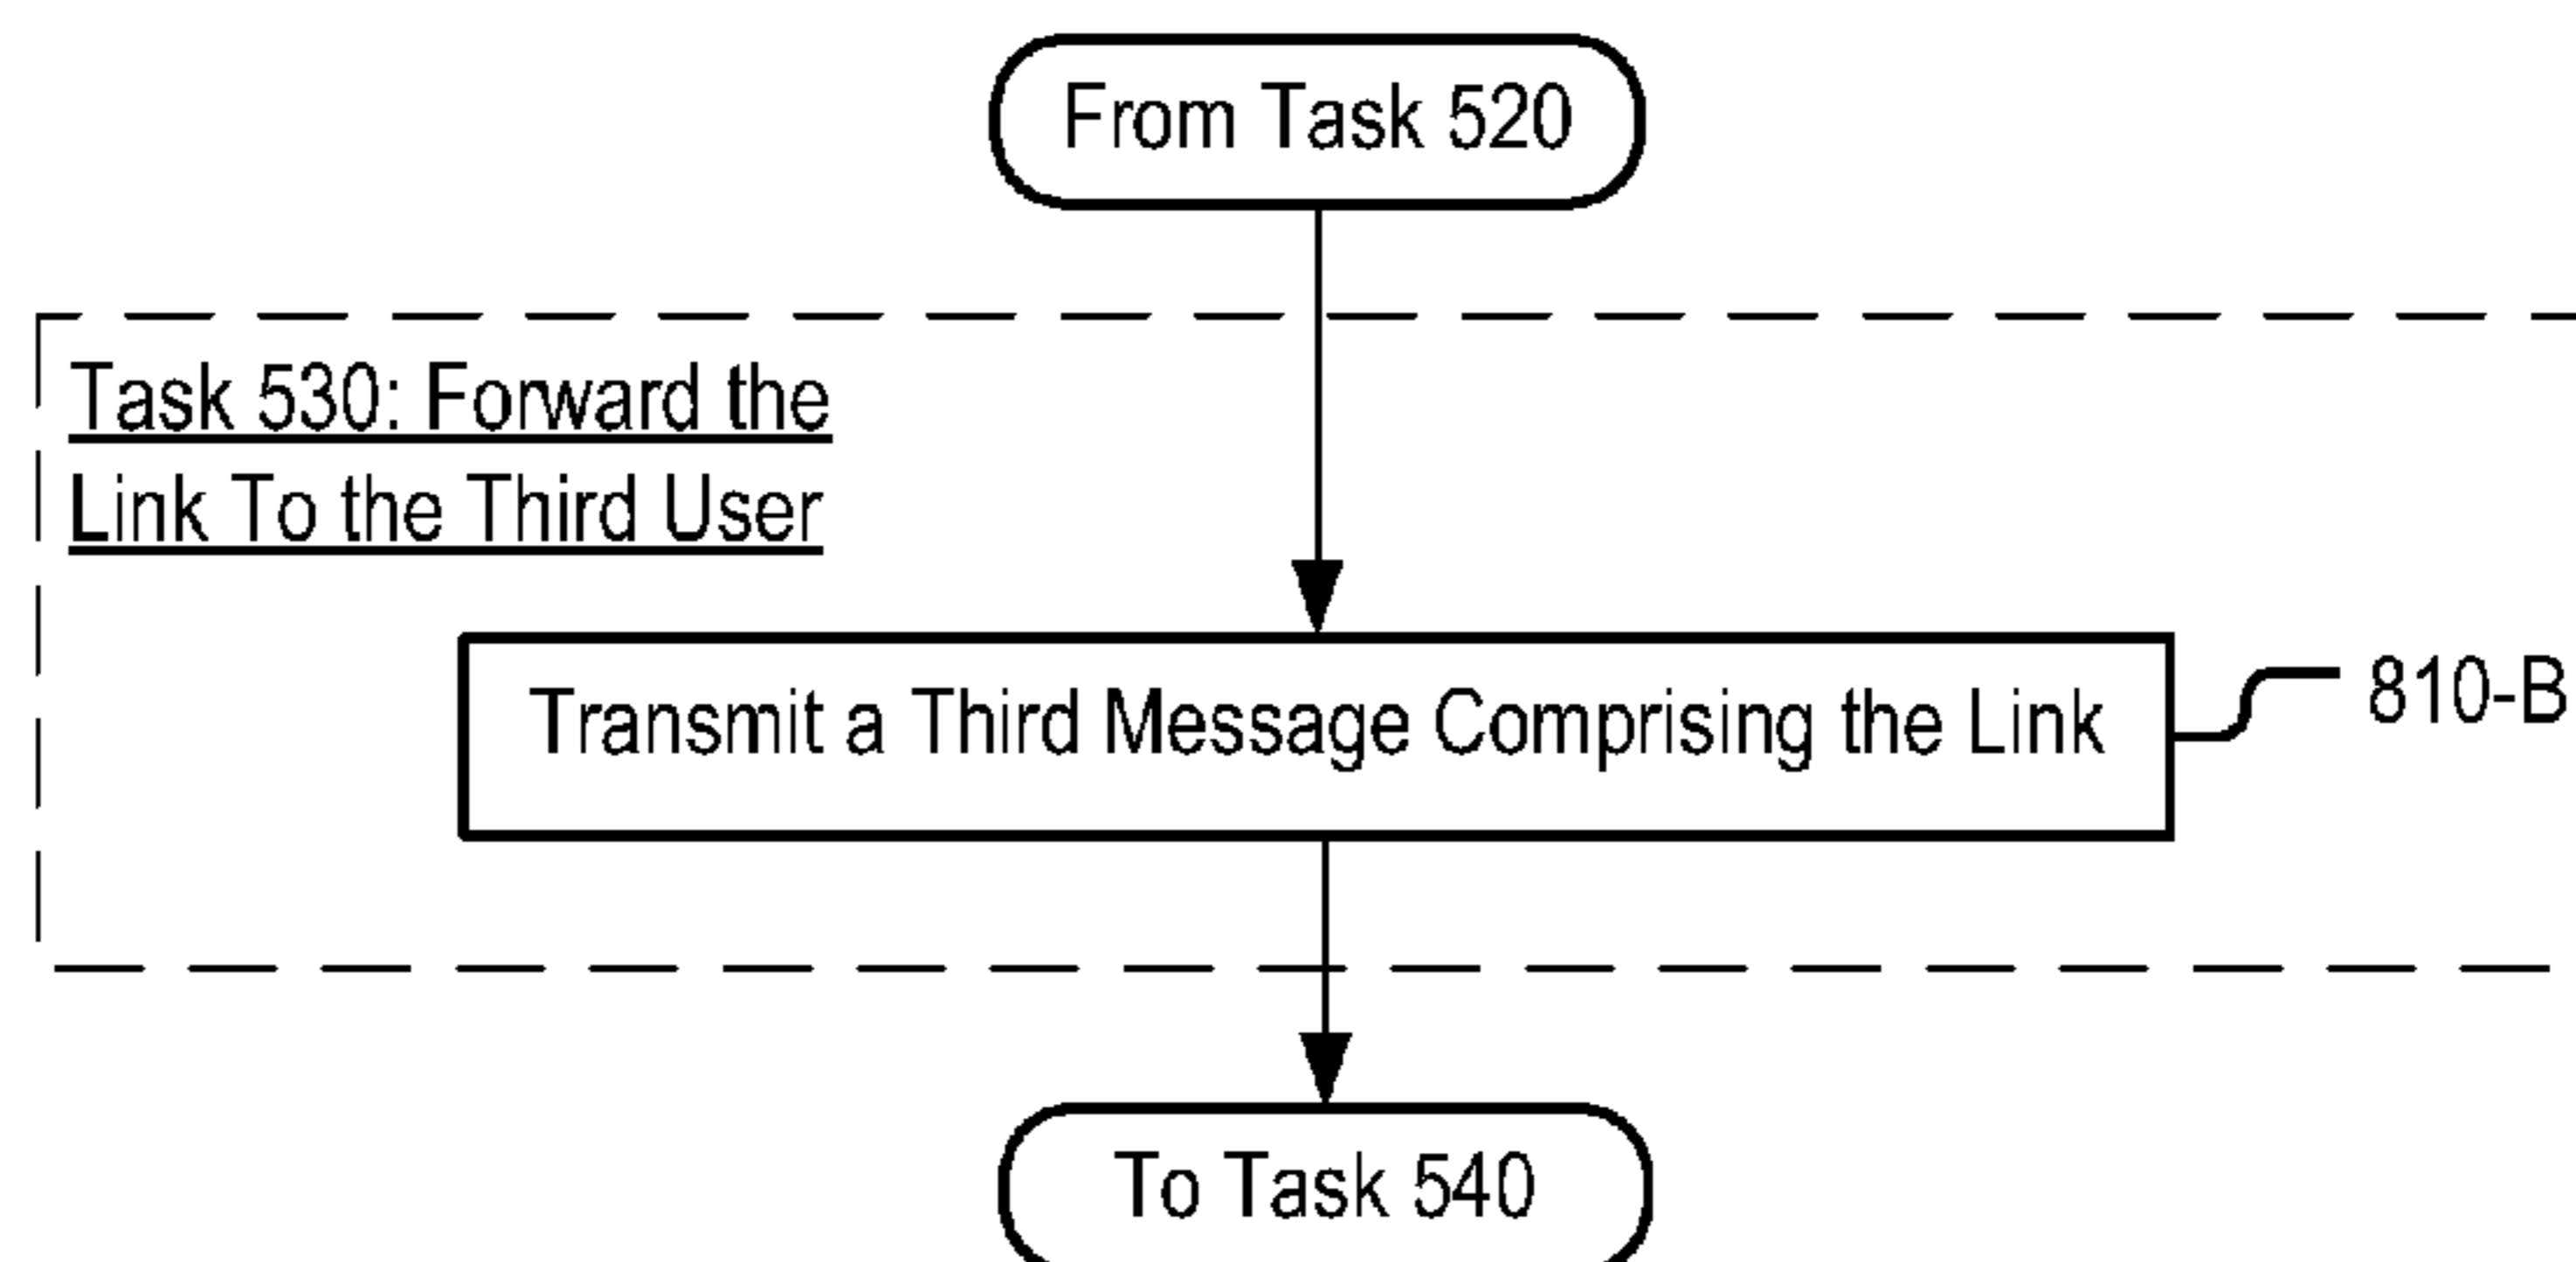 From Task 520
Task 530: Forward the
Link To the Third User
Transmit a Third Message Comprising the Link
810-B
To Task 540